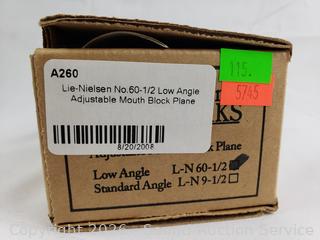 A260
Lie-Nielsen No.60-1/2 Low Angle
Adjustable Mouth Block Plane
8/20/2008
115.
5745
Plane
Low Angle L-N 60-1/2
Standard Angle L-N 9-1/2